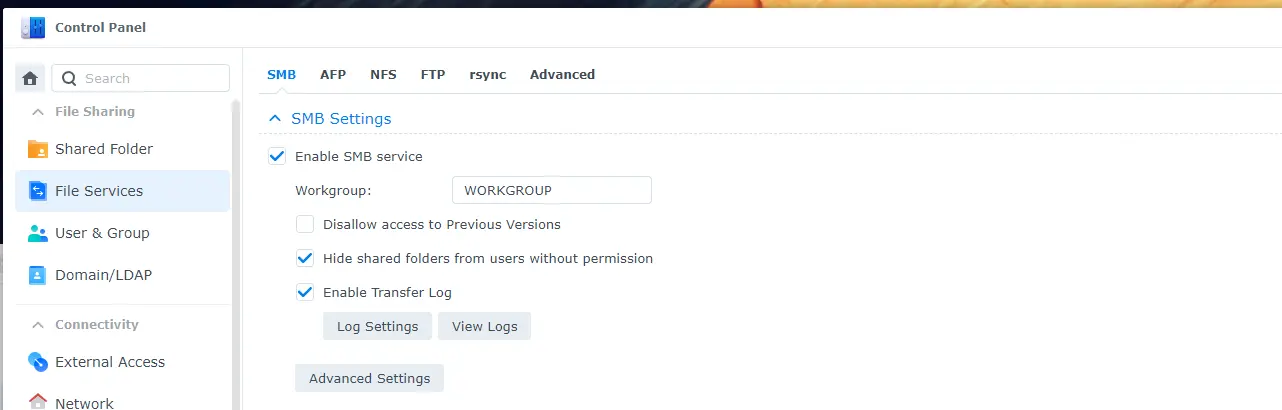 Control Panel
Search
File Sharing
Shared Folder
File Services
User & Group
Domain/LDAP
Connectivity
External Access
Network
SMB AFP NFS FTP rsync Advanced
SMB Settings
Enable SMB service
Workgroup: WORKGROUP
Disallow access to Previous Versions
Hide shared folders from users without permission
Enable Transfer Log
Log Settings View Logs
Advanced Settings